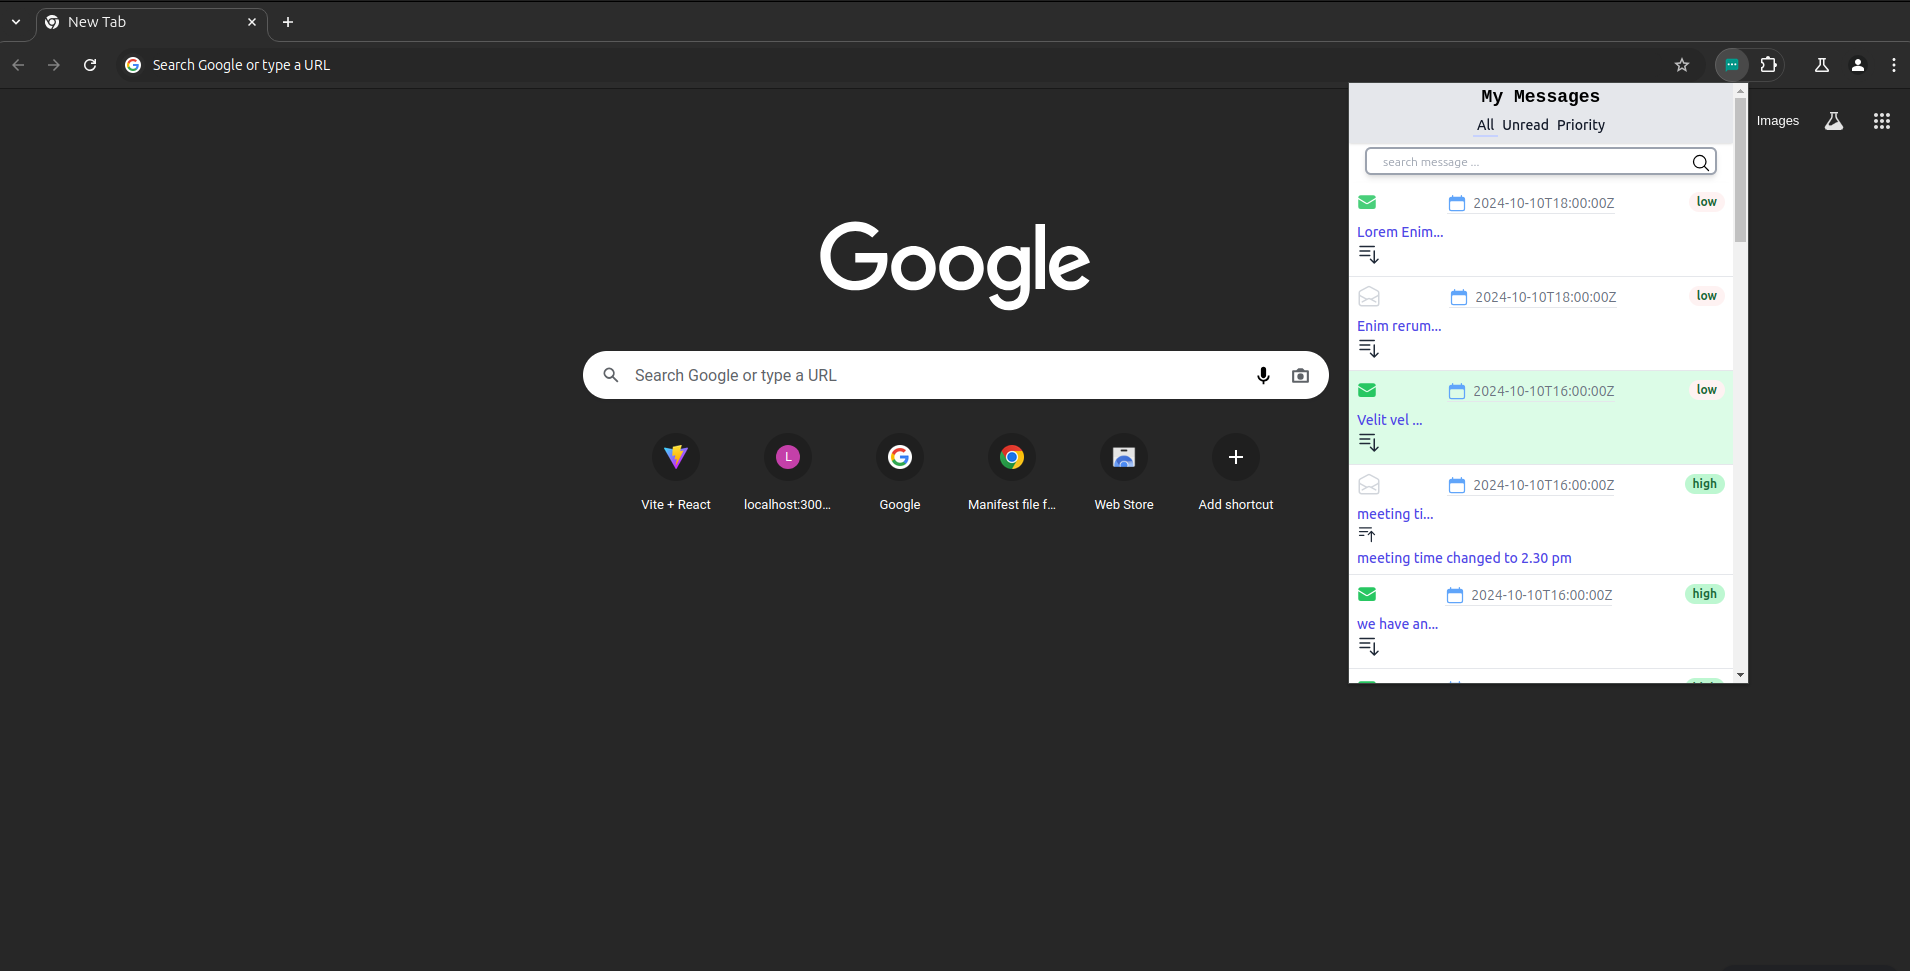 New Tab
Search Google or type a URL
My Messages
All Unread Priority
Images
search message ...
2024-10-10T18:00:00Z low
Lorem Enim...
2024-10-10T18:00:00Z low
Enim rerum...
2024-10-10T16:00:00Z low
Velit vel ...
2024-10-10T16:00:00Z high
meeting ti...
meeting time changed to 2.30 pm
2024-10-10T16:00:00Z high
we have an...
Google
Search Google or type a URL
L
Vite + React
localhost:300...
Google
Manifest file f...
Web Store
Add shortcut